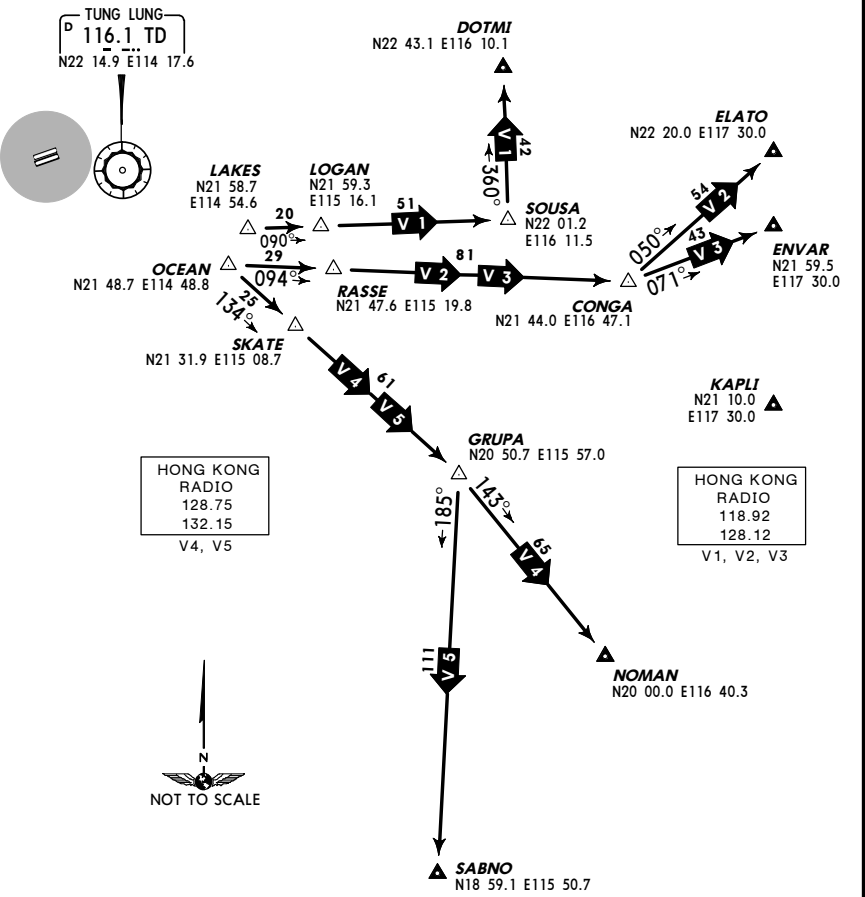 TUNG LUNG
D 116.1 TD
N22 14.9 E114 17.6
DOTMI
N22 43.1 E116 10.1
ELATO
N22 20.0 E117 30.0
LAKES
N21 58.7
E114 54.6
LOGAN
N21 59.3
E115 16.1
20
090°
51
V 1
V 1
42
360°
SOUSA
N22 01.2
E116 11.5
54
V 2
050°
43
V 3
071°
ENVAR
N21 59.5
E117 30.0
OCEAN
N21 48.7 E114 48.8
29
094°
81
V 2
V 3
RASSE
N21 47.6 E115 19.8
CONGA
N21 44.0 E116 47.1
25
134°
SKATE
N21 31.9 E115 08.7
V 4
61
V 5
KAPLI
N21 10.0
E117 30.0
GRUPA
N20 50.7 E115 57.0
HONG KONG
RADIO
128.75
132.15
V4, V5
HONG KONG
RADIO
118.92
128.12
V1, V2, V3
185°
143°
65
V 4
111
V 5
NOMAN
N20 00.0 E116 40.3
N
NOT TO SCALE
SABNO
N18 59.1 E115 50.7